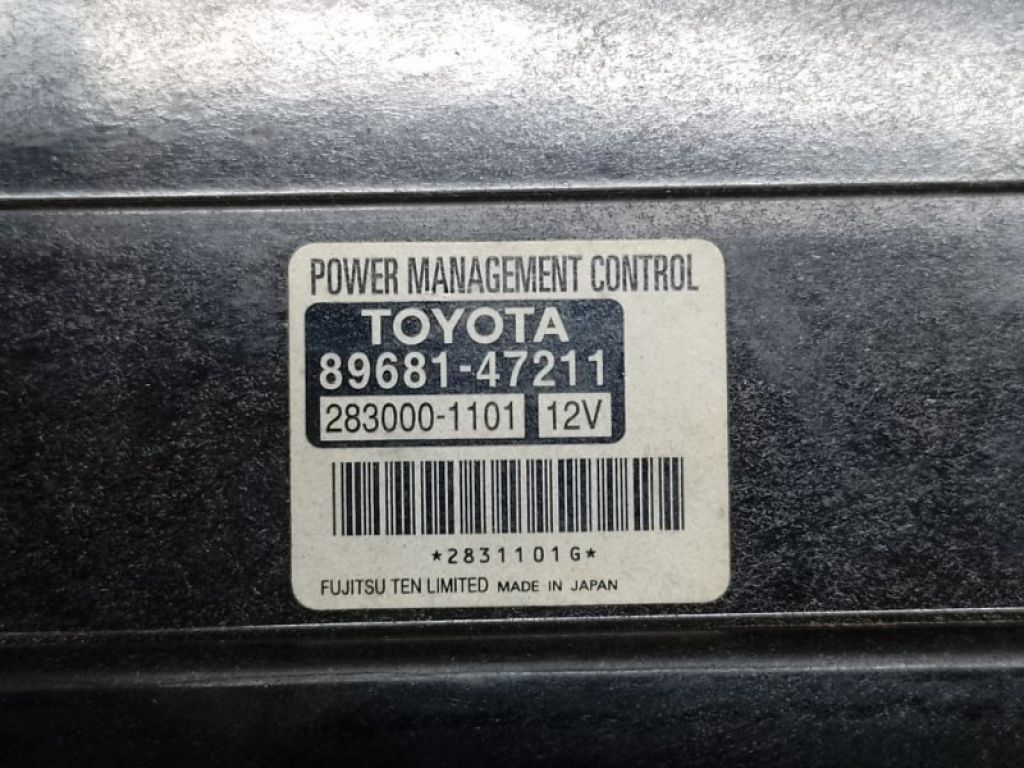 POWER MANAGEMENT CONTROL
TOYOTA
89681-47211
283000-1101 12V
*2831101G*
FUJITSU TEN LIMITED MADE IN JAPAN